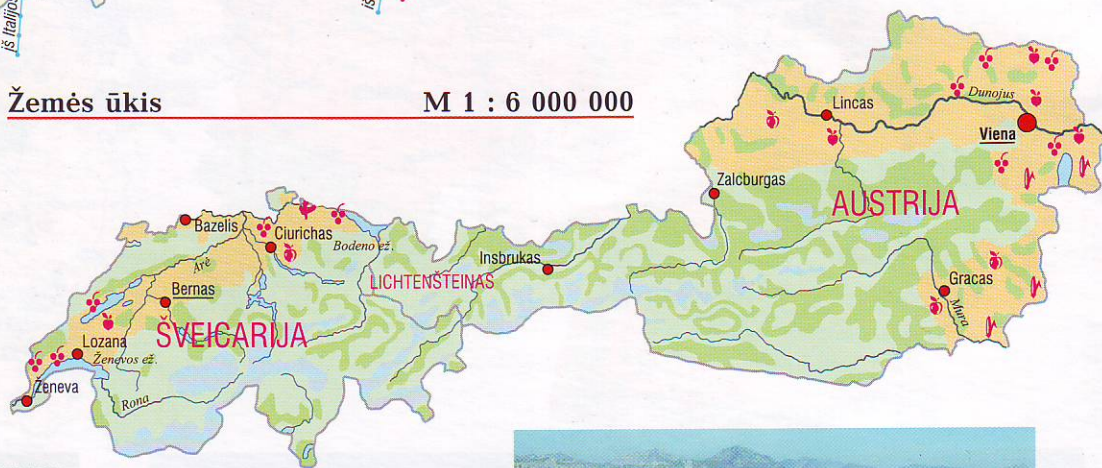 iš Italijos
iš
Žemės ūkis
M 1 : 6 000 000
Dunojus
Lincas
Viena
Zalcburgas
AUSTRIJA
Bazelis
Ciurichas
Bodeno ež.
Insbrukas
Arė
LICHTENŠTEINAS
Bernas
Gracas
Mura
ŠVEICARIJA
Lozana
Ženevos ež.
Ženeva
Rona